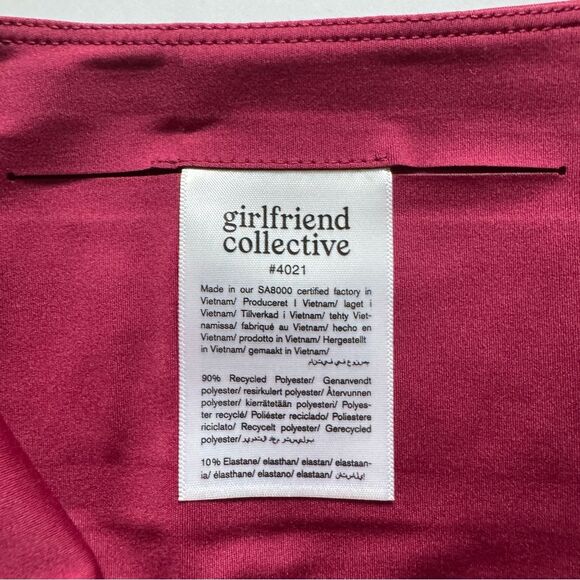 girlfriend
collective
#4021
Made in our SA8000 certified factory in
Vietnam/ Produceret I Vietnam/ laget i
Vietnam/ Tillverkad i Vietnam/ tehty Viet-
namissa/ fabriqué au Vietnam/ hecho en
Vietnam/ prodotto in Vietnam/ Hergestellt
in Vietnam/ gemaakt in Vietnam/
90% Recycled Polyester/ Genanvendt
polyester/ resirkulert polyester/ Återvunnen
polyester/ kierrätetään polyesteri/ Polyes-
ter recyclé/ Poliéster reciclado/ Poliestere
riciclato/ Recycelt polyester/ Gerecycled
polyester/
10% Elastane/ elasthan/ elastan/ elastaan-
ia/ élasthane/ elastano/ elastaan/